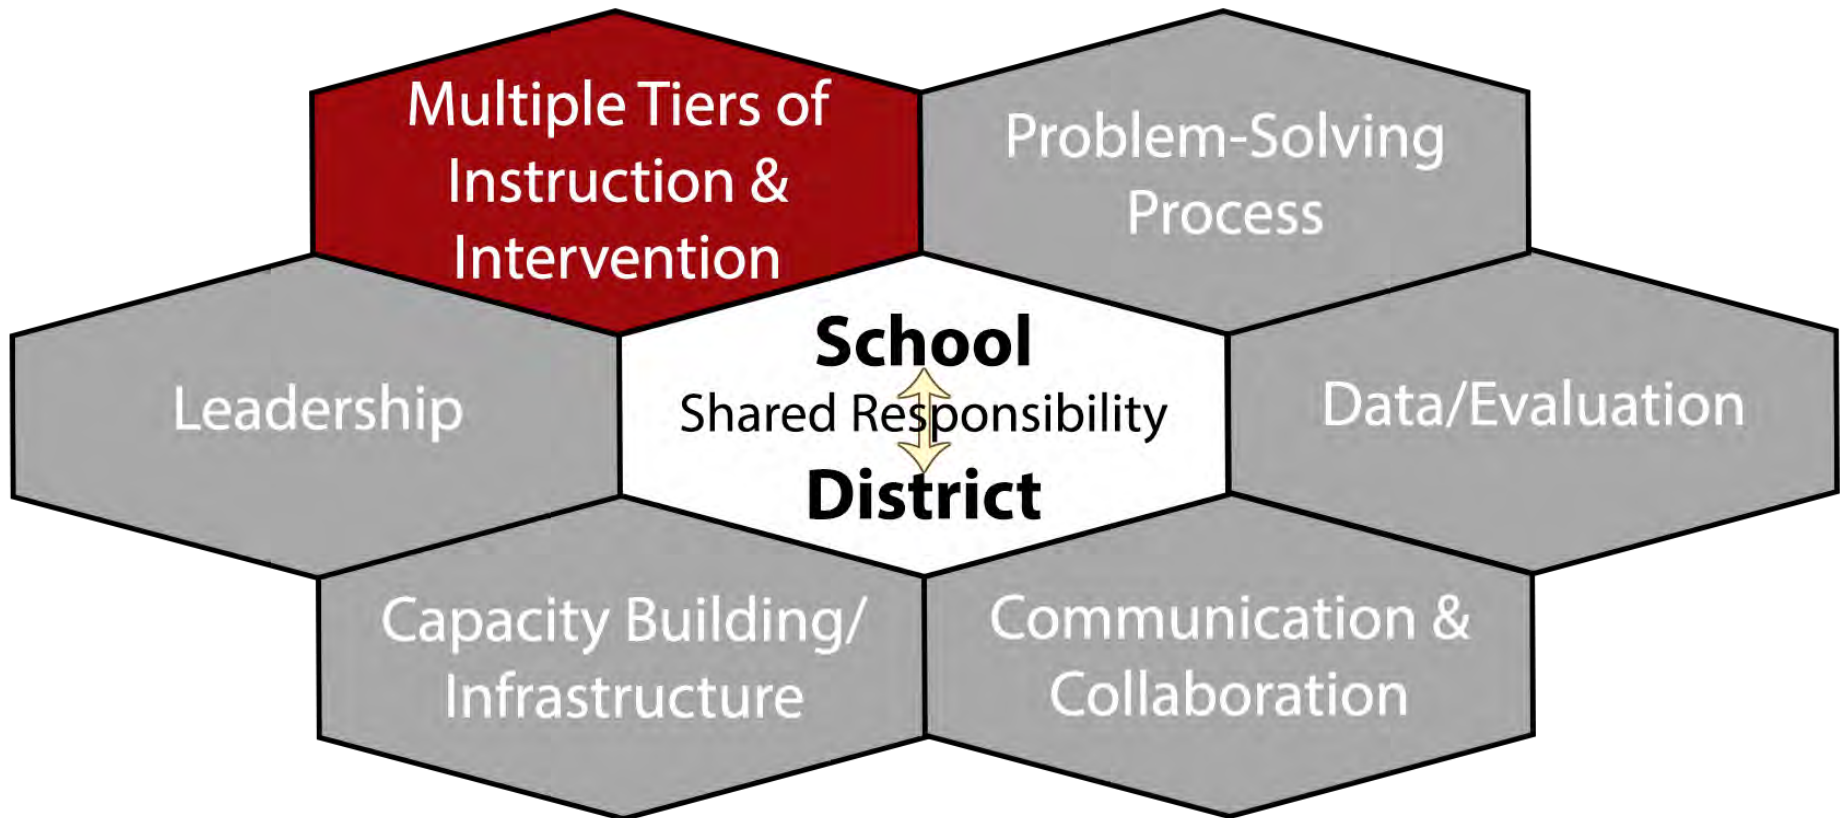 Multiple Tiers of
Instruction &
Intervention
Problem-Solving
Process
Leadership
School
Shared Responsibility
District
Data/Evaluation
Capacity Building/
Infrastructure
Communication &
Collaboration